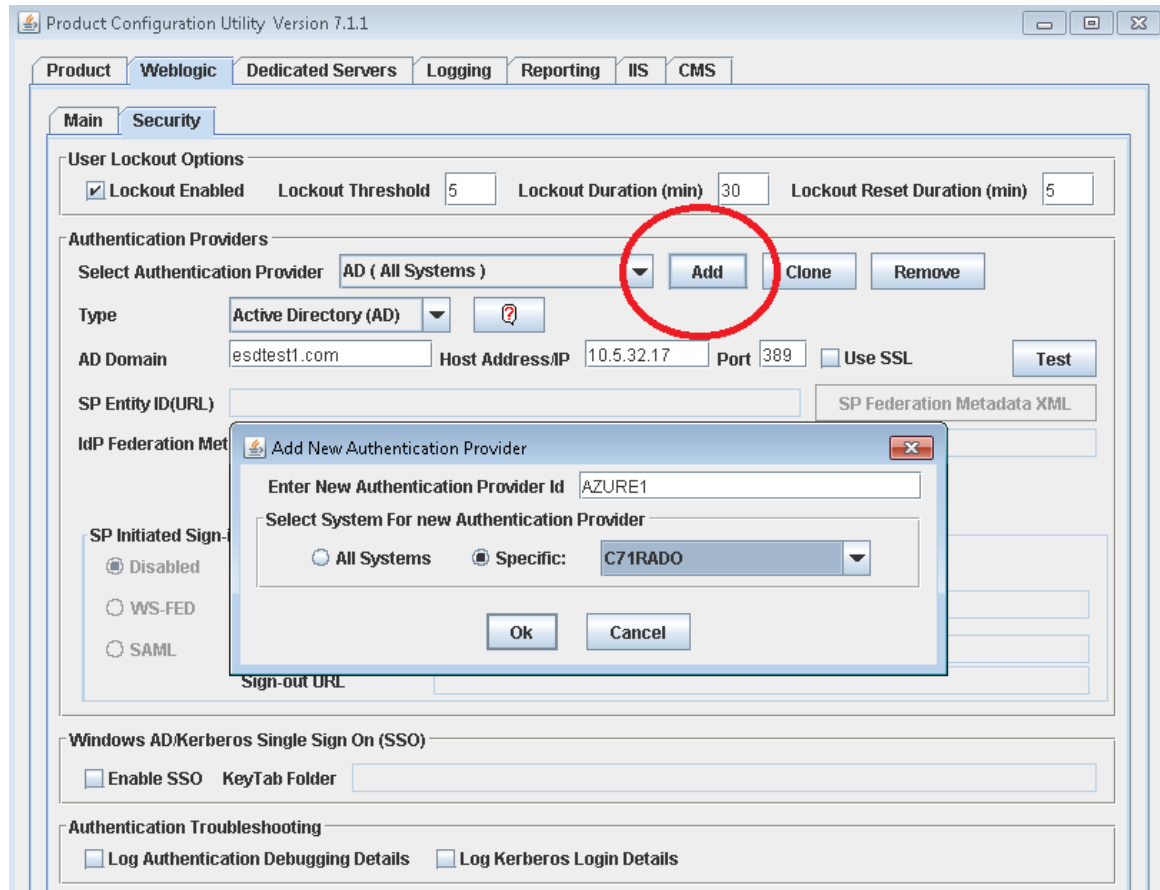 Product Configuration Utility Version 7.1.1
Product Weblogic Dedicated Servers Logging Reporting IIS CMS
Main Security
User Lockout Options
Lockout Enabled Lockout Threshold 5 Lockout Duration (min) 30 Lockout Reset Duration (min) 5
Authentication Providers
Select Authentication Provider AD ( All Systems ) Add Clone Remove
Type Active Directory (AD) ?
AD Domain esdtest1.com Host Address/IP 10.5.32.17 Port 389 Use SSL Test
SP Entity ID(URL) SP Federation Metadata XML
IdP Federation Met
Add New Authentication Provider
Enter New Authentication Provider Id AZURE1
Select System For new Authentication Provider
All Systems Specific: C71RADO
Ok Cancel
SP Initiated Sign-i
Disabled
WS-FED
SAML
Sign-out URL
Windows AD/Kerberos Single Sign On (SSO)
Enable SSO KeyTab Folder
Authentication Troubleshooting
Log Authentication Debugging Details Log Kerberos Login Details